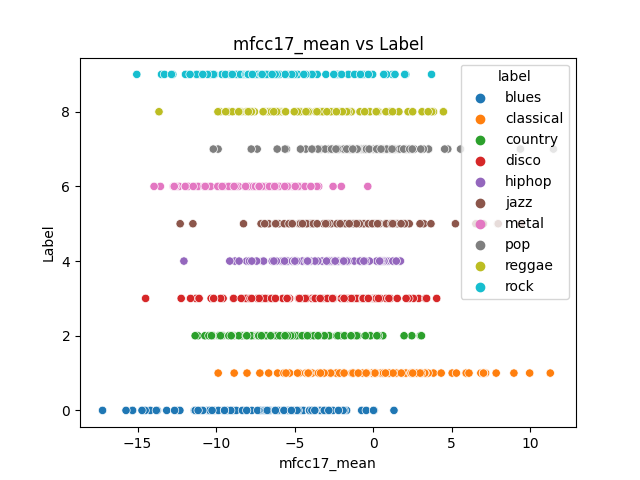 mfcc17_mean vs Label
label
blues
classical
country
disco
hiphop
jazz
metal
pop
reggae
rock
8
6
4
2
0
Label
−15 −10 −5 0 5 10
mfcc17_mean